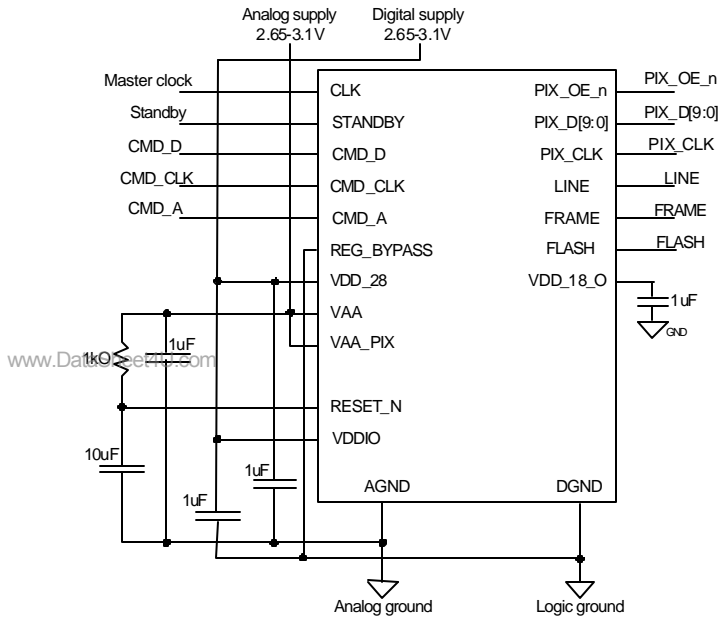 Analog supply
2.65-3.1V
Digital supply
2.65-3.1V
Master clock
Standby
CMD_D
CMD_CLK
CMD_A
CLK
STANDBY
CMD_D
CMD_CLK
CMD_A
REG_BYPASS
VDD_28
VAA
VAA_PIX
RESET_N
VDDIO
PIX_OE_n
PIX_D[9:0]
PIX_CLK
LINE
FRAME
FLASH
VDD_18_O
PIX_OE_n
PIX_D[9:0]
PIX_CLK
LINE
FRAME
FLASH
1uF
GND
1uF
www.DataSheet4U.com
1kΩ
10uF
1uF
1uF
AGND
DGND
Analog ground
Logic ground